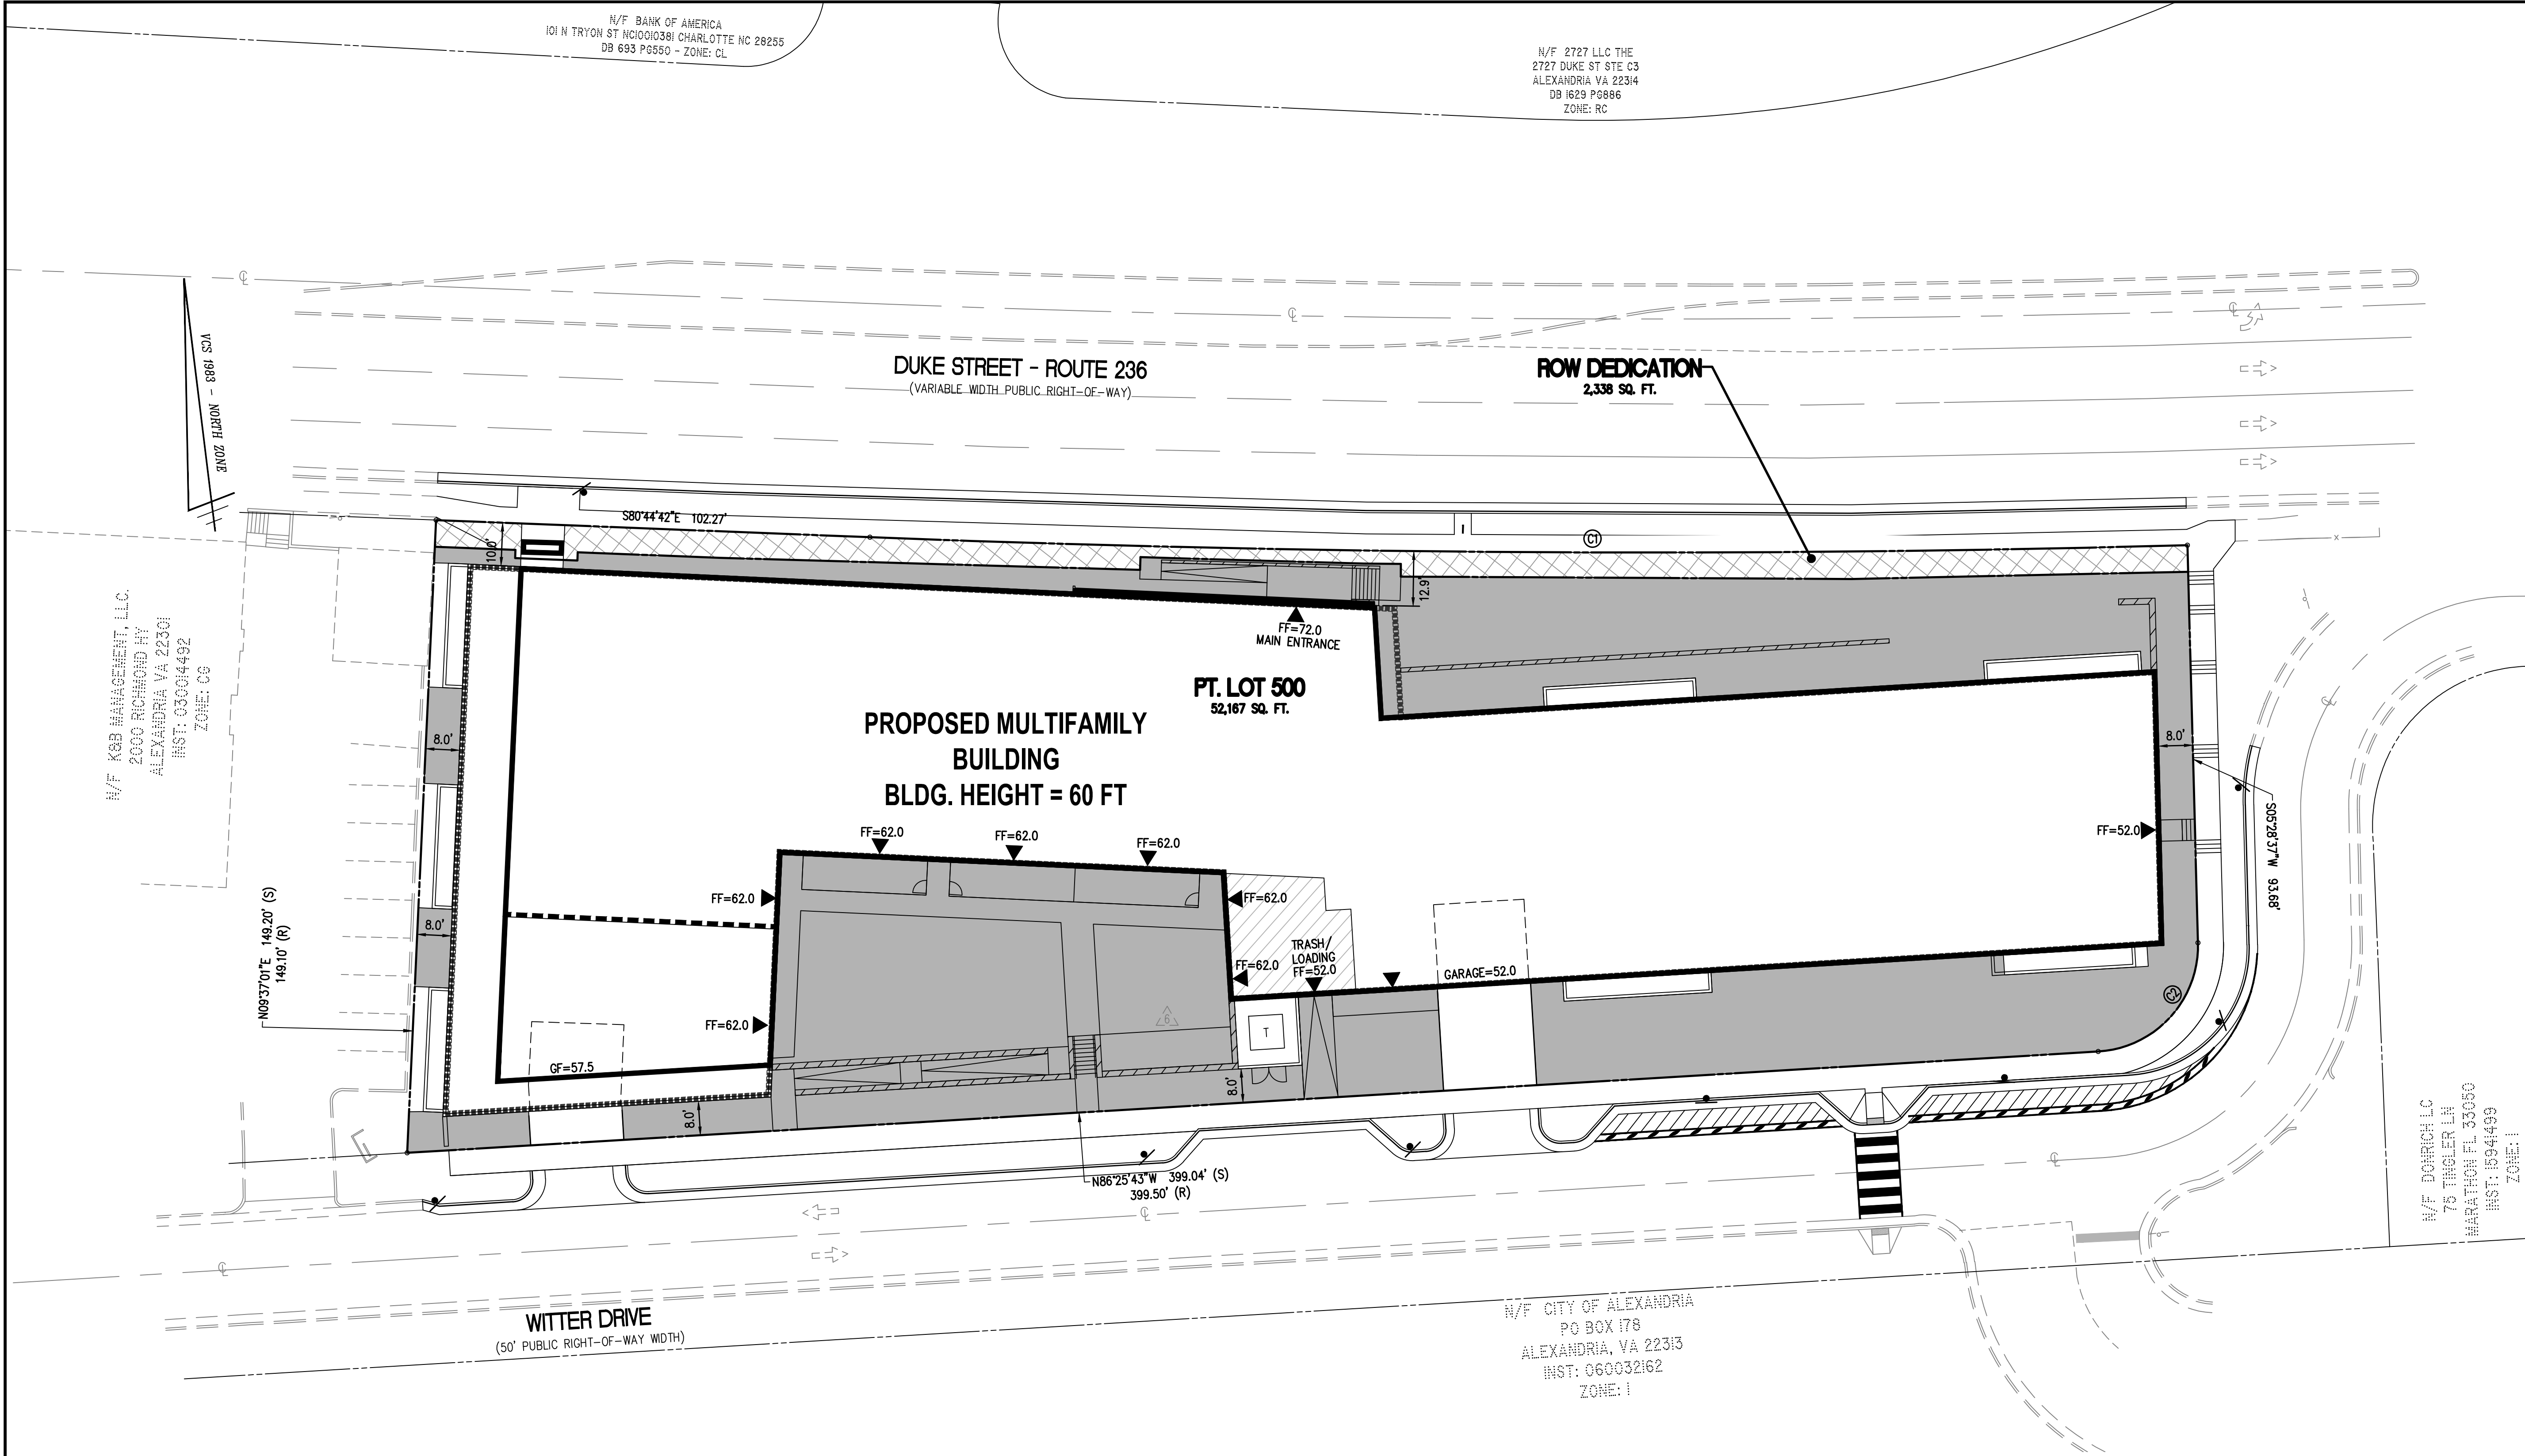 N/F BANK OF AMERICA
101 N TRYON ST NC10010381 CHARLOTTE NC 28255
DB 693 PG550 - ZONE: CL
N/F 2727 LLC THE
2727 DUKE ST STE C3
ALEXANDRIA VA 22314
DB 1629 PG886
ZONE: RC
VCS 1983 - NORTH ZONE
DUKE STREET - ROUTE 236
(VARIABLE WIDTH PUBLIC RIGHT-OF-WAY)
ROW DEDICATION
2,338 SQ. FT.
S80°44'42"E 102.27'
C1
10.0'
12.9'
FF=72.0
MAIN ENTRANCE
PT. LOT 500
52,167 SQ. FT.
PROPOSED MULTIFAMILY
BUILDING
BLDG. HEIGHT = 60 FT
N/F K&B MANAGEMENT, LLC.
2000 RICHMOND HY
ALEXANDRIA VA 22301
INST: 030014492
ZONE: CG
8.0'
8.0'
8.0'
FF=62.0
FF=62.0
FF=62.0
FF=52.0
S05°28'37"W 93.68'
FF=62.0
FF=62.0
N09°37'01"E 149.20' (S)
149.10' (R)
FF=62.0
TRASH/
LOADING
FF=52.0
GARAGE=52.0
C2
FF=62.0
6
T
GF=57.5
8.0'
8.0'
N86°25'43"W 399.04' (S)
399.50' (R)
WITTER DRIVE
(50' PUBLIC RIGHT-OF-WAY WIDTH)
N/F CITY OF ALEXANDRIA
PO BOX 178
ALEXANDRIA, VA 22313
INST: 060032162
ZONE: I
N/F DONRICH LC
75 TINGLER LN
MARATHON FL 33050
INST: 15941499
ZONE: I